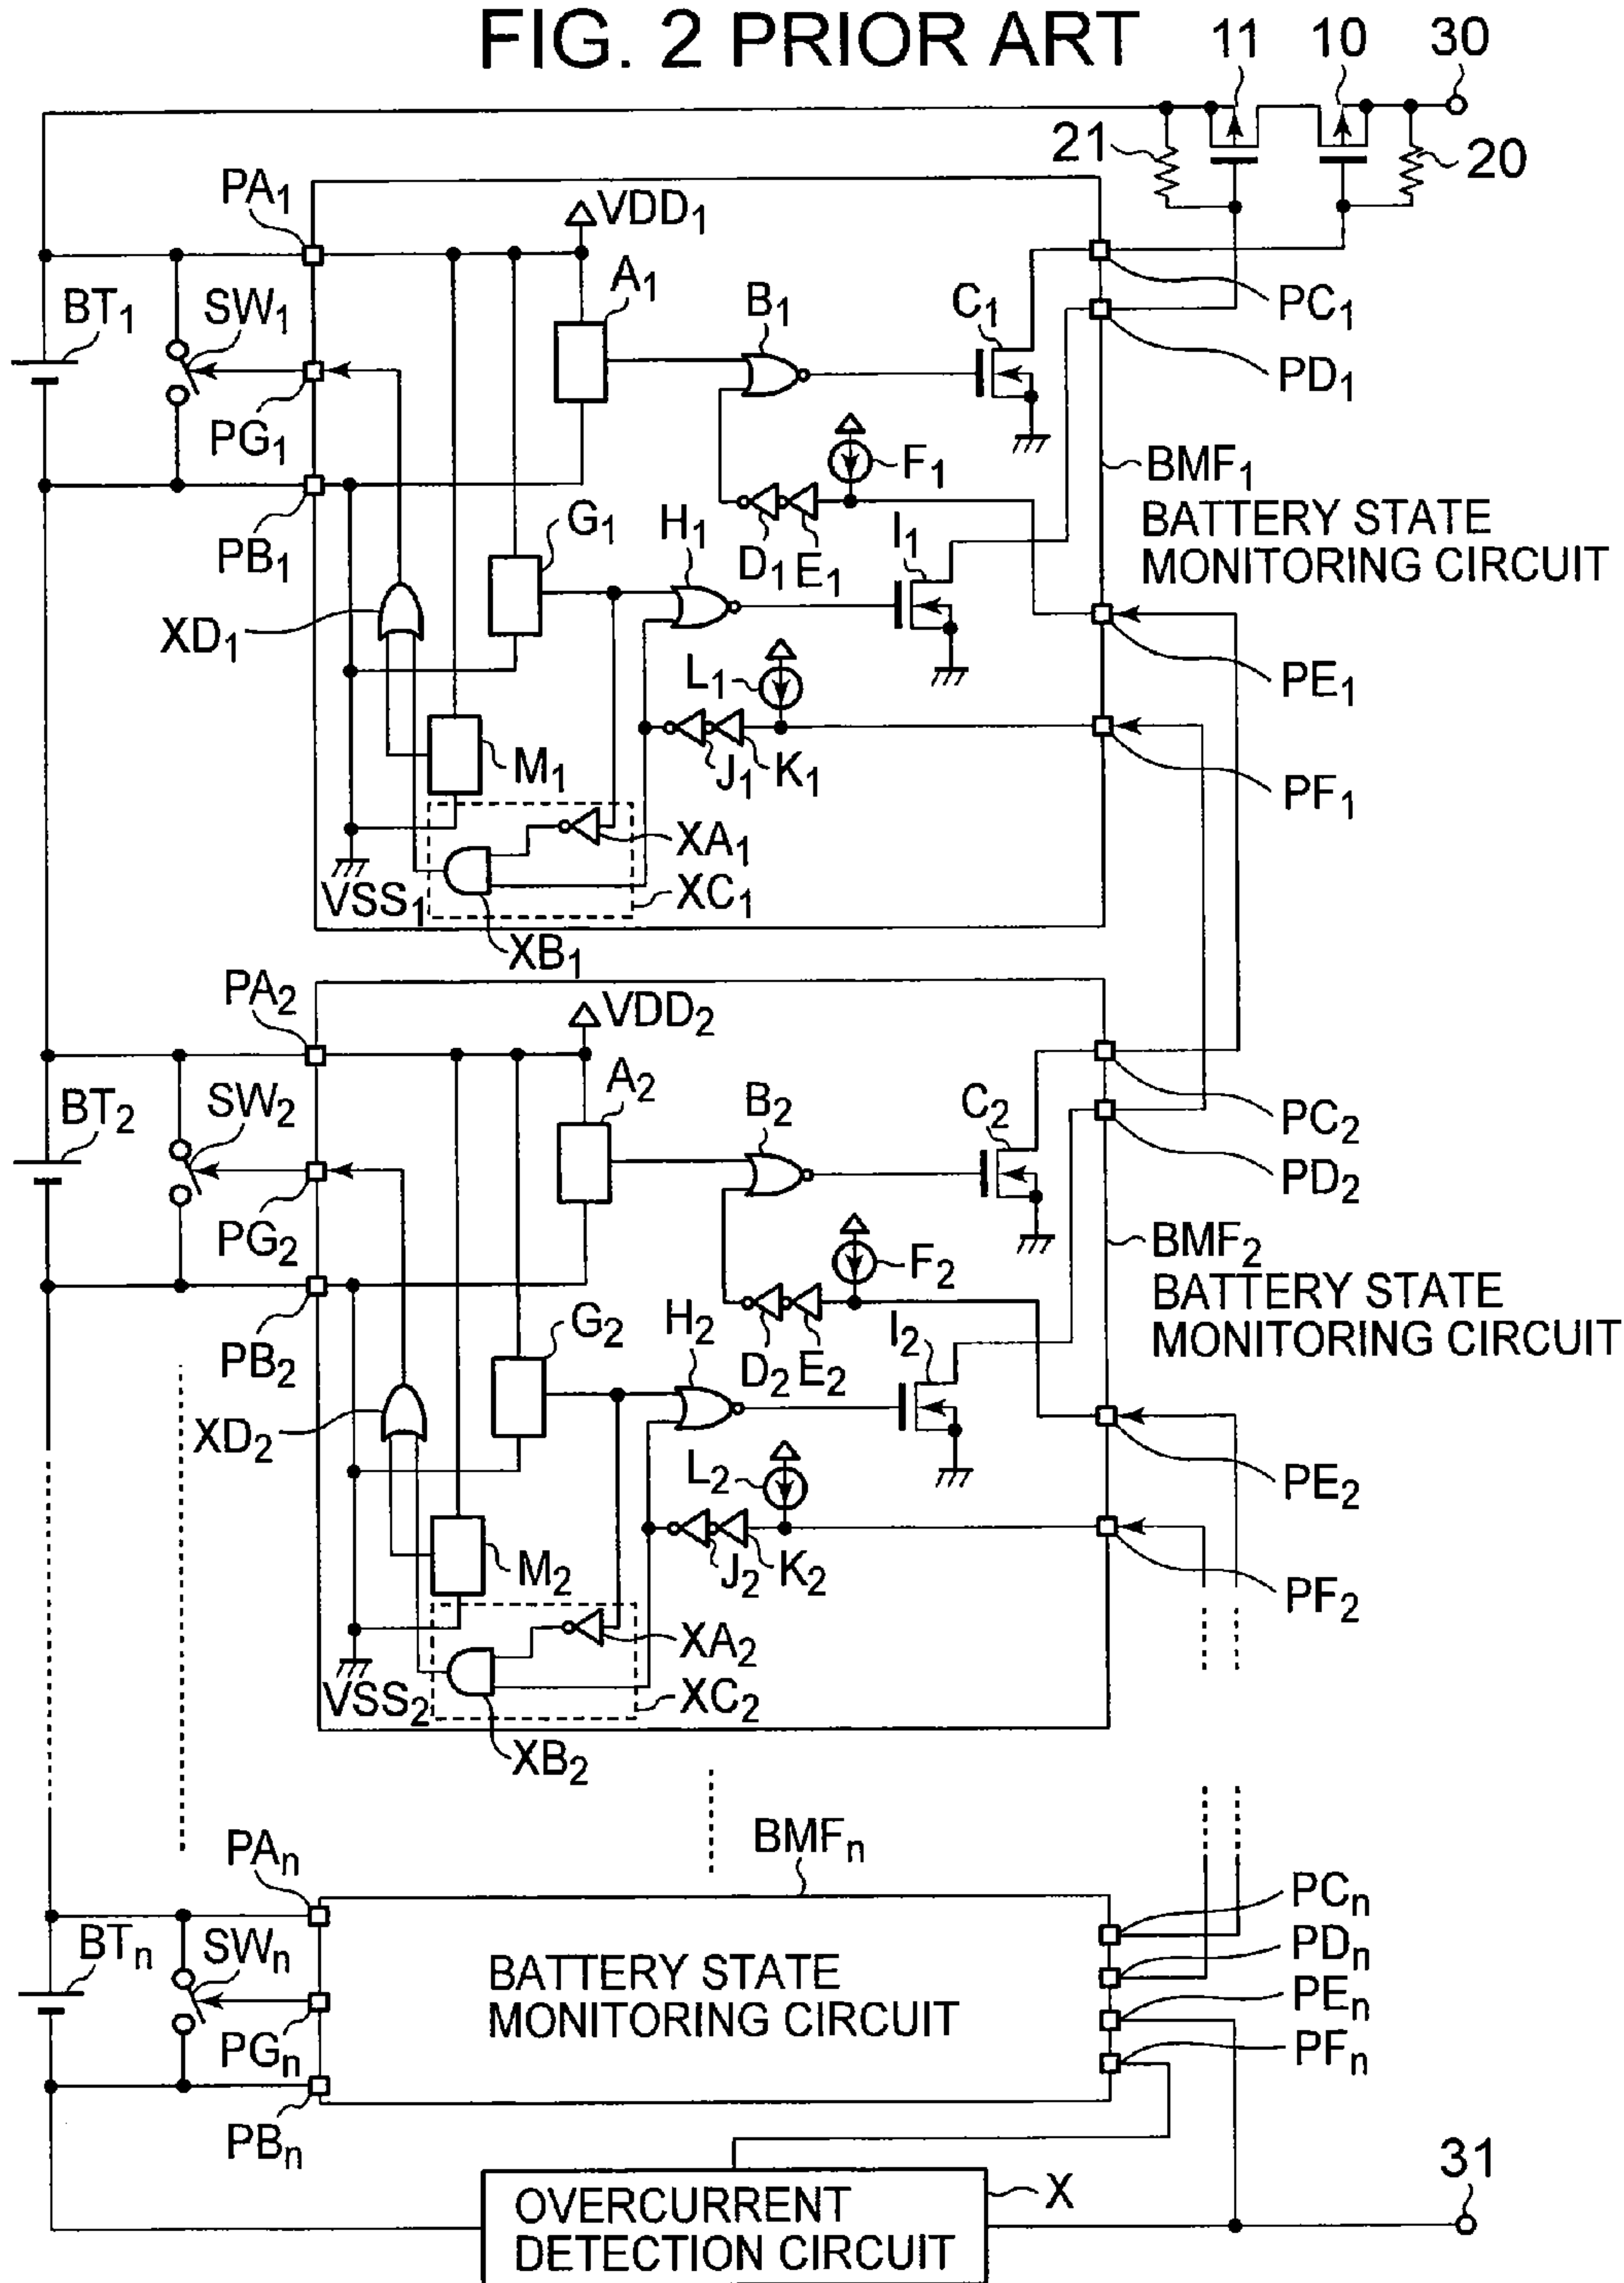 FIG. 2 PRIOR ART
11 10 30
21 20
PA₁ VDD₁
A₁
BT₁ SW₁ B₁ C₁ PC₁
PD₁
PG₁ F₁ BMF₁
BATTERY STATE
MONITORING CIRCUIT
PB₁ G₁ H₁ D₁ E₁ I₁
XD₁ L₁ PE₁
M₁ J₁ K₁ PF₁
XA₁
VSS₁ XC₁
XB₁
PA₂ VDD₂
A₂
BT₂ SW₂ B₂ C₂ PC₂
PD₂
PG₂ F₂ BMF₂
BATTERY STATE
MONITORING CIRCUIT
PB₂ G₂ H₂ D₂ E₂ I₂
XD₂ L₂ PE₂
M₂ J₂ K₂ PF₂
XA₂
VSS₂ XC₂
XB₂
PAₙ BMFₙ
PCₙ
BTₙ SWₙ PDₙ
BATTERY STATE
MONITORING CIRCUIT
PEₙ
PGₙ PFₙ
PBₙ
OVERCURRENT
DETECTION CIRCUIT
X 31